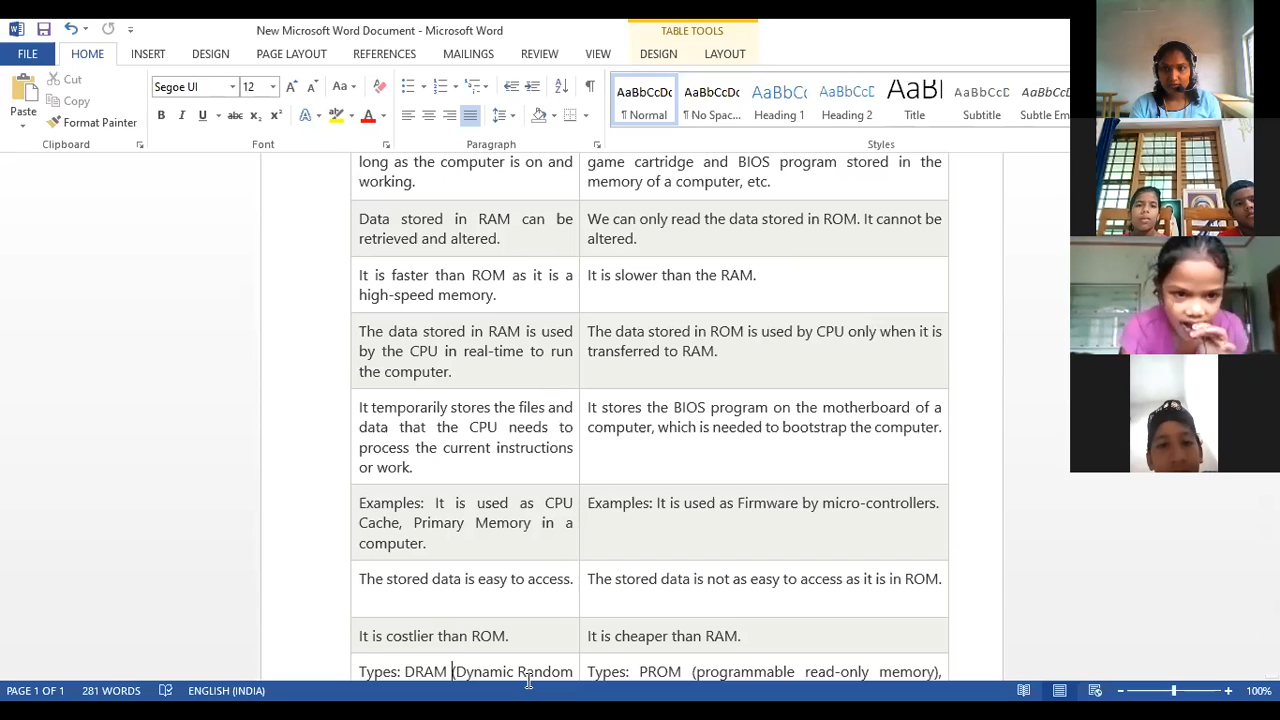 New Microsoft Word Document - Microsoft Word
TABLE TOOLS
FILE HOME INSERT DESIGN PAGE LAYOUT REFERENCES MAILINGS REVIEW VIEW DESIGN LAYOUT
Cut
Copy
Format Painter
Paste
Clipboard
Segoe UI 12
Font
Paragraph
AaBbCcDc AaBbCcDc AaBbCc AaBbCcD AaBl AaBbCcD AaBbCcD
¶ Normal ¶ No Spac... Heading 1 Heading 2 Title Subtitle Subtle Em
Styles
long as the computer is on and
working.
game cartridge and BIOS program stored in the
memory of a computer, etc.
Data stored in RAM can be
retrieved and altered.
We can only read the data stored in ROM. It cannot be
altered.
It is faster than ROM as it is a
high-speed memory.
It is slower than the RAM.
The data stored in RAM is used
by the CPU in real-time to run
the computer.
The data stored in ROM is used by CPU only when it is
transferred to RAM.
It temporarily stores the files and
data that the CPU needs to
process the current instructions
or work.
It stores the BIOS program on the motherboard of a
computer, which is needed to bootstrap the computer.
Examples: It is used as CPU
Cache, Primary Memory in a
computer.
Examples: It is used as Firmware by micro-controllers.
The stored data is easy to access.
The stored data is not as easy to access as it is in ROM.
It is costlier than ROM.
It is cheaper than RAM.
Types: DRAM (Dynamic Random
Types: PROM (programmable read-only memory),
PAGE 1 OF 1 281 WORDS ENGLISH (INDIA) 100%